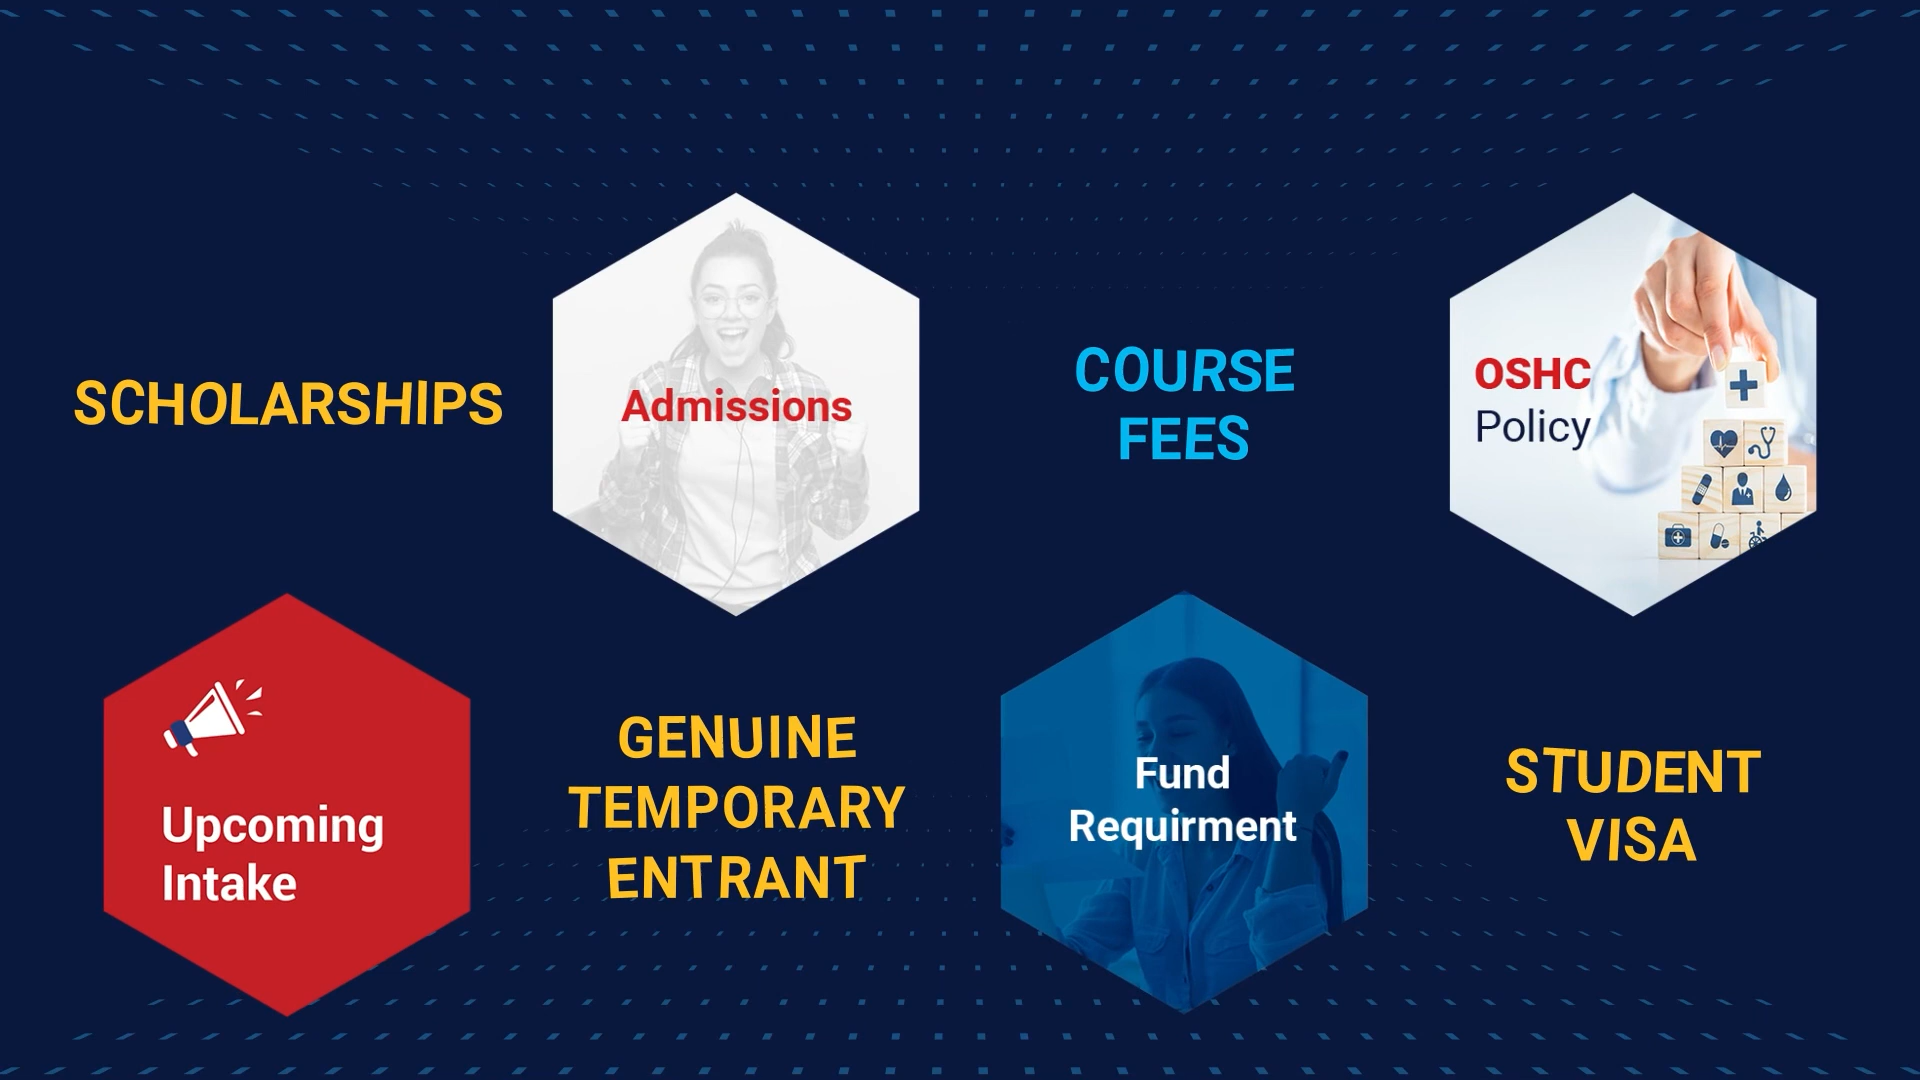 SCHOLARSHIPS
Admissions
COURSE
FEES
OSHC
Policy
Upcoming
Intake
GENUINE
TEMPORARY
ENTRANT
Fund
Requirment
STUDENT
VISA